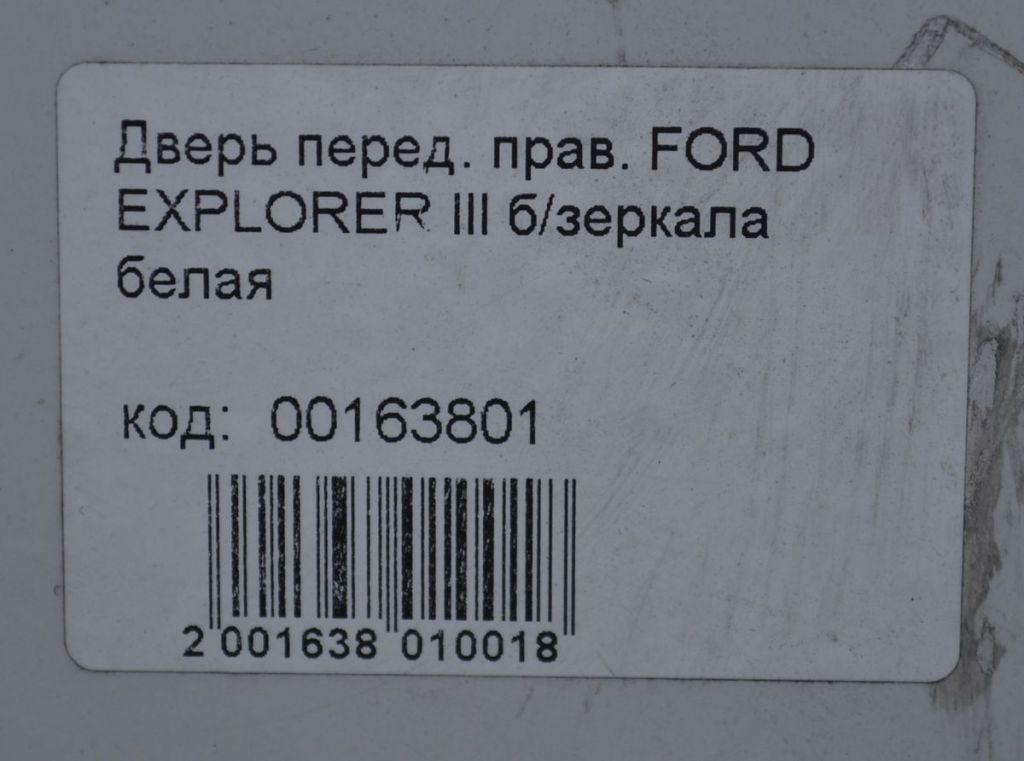 Дверь перед. прав. FORD
EXPLORER III б/зеркала
белая
код: 00163801
2 001638 010018